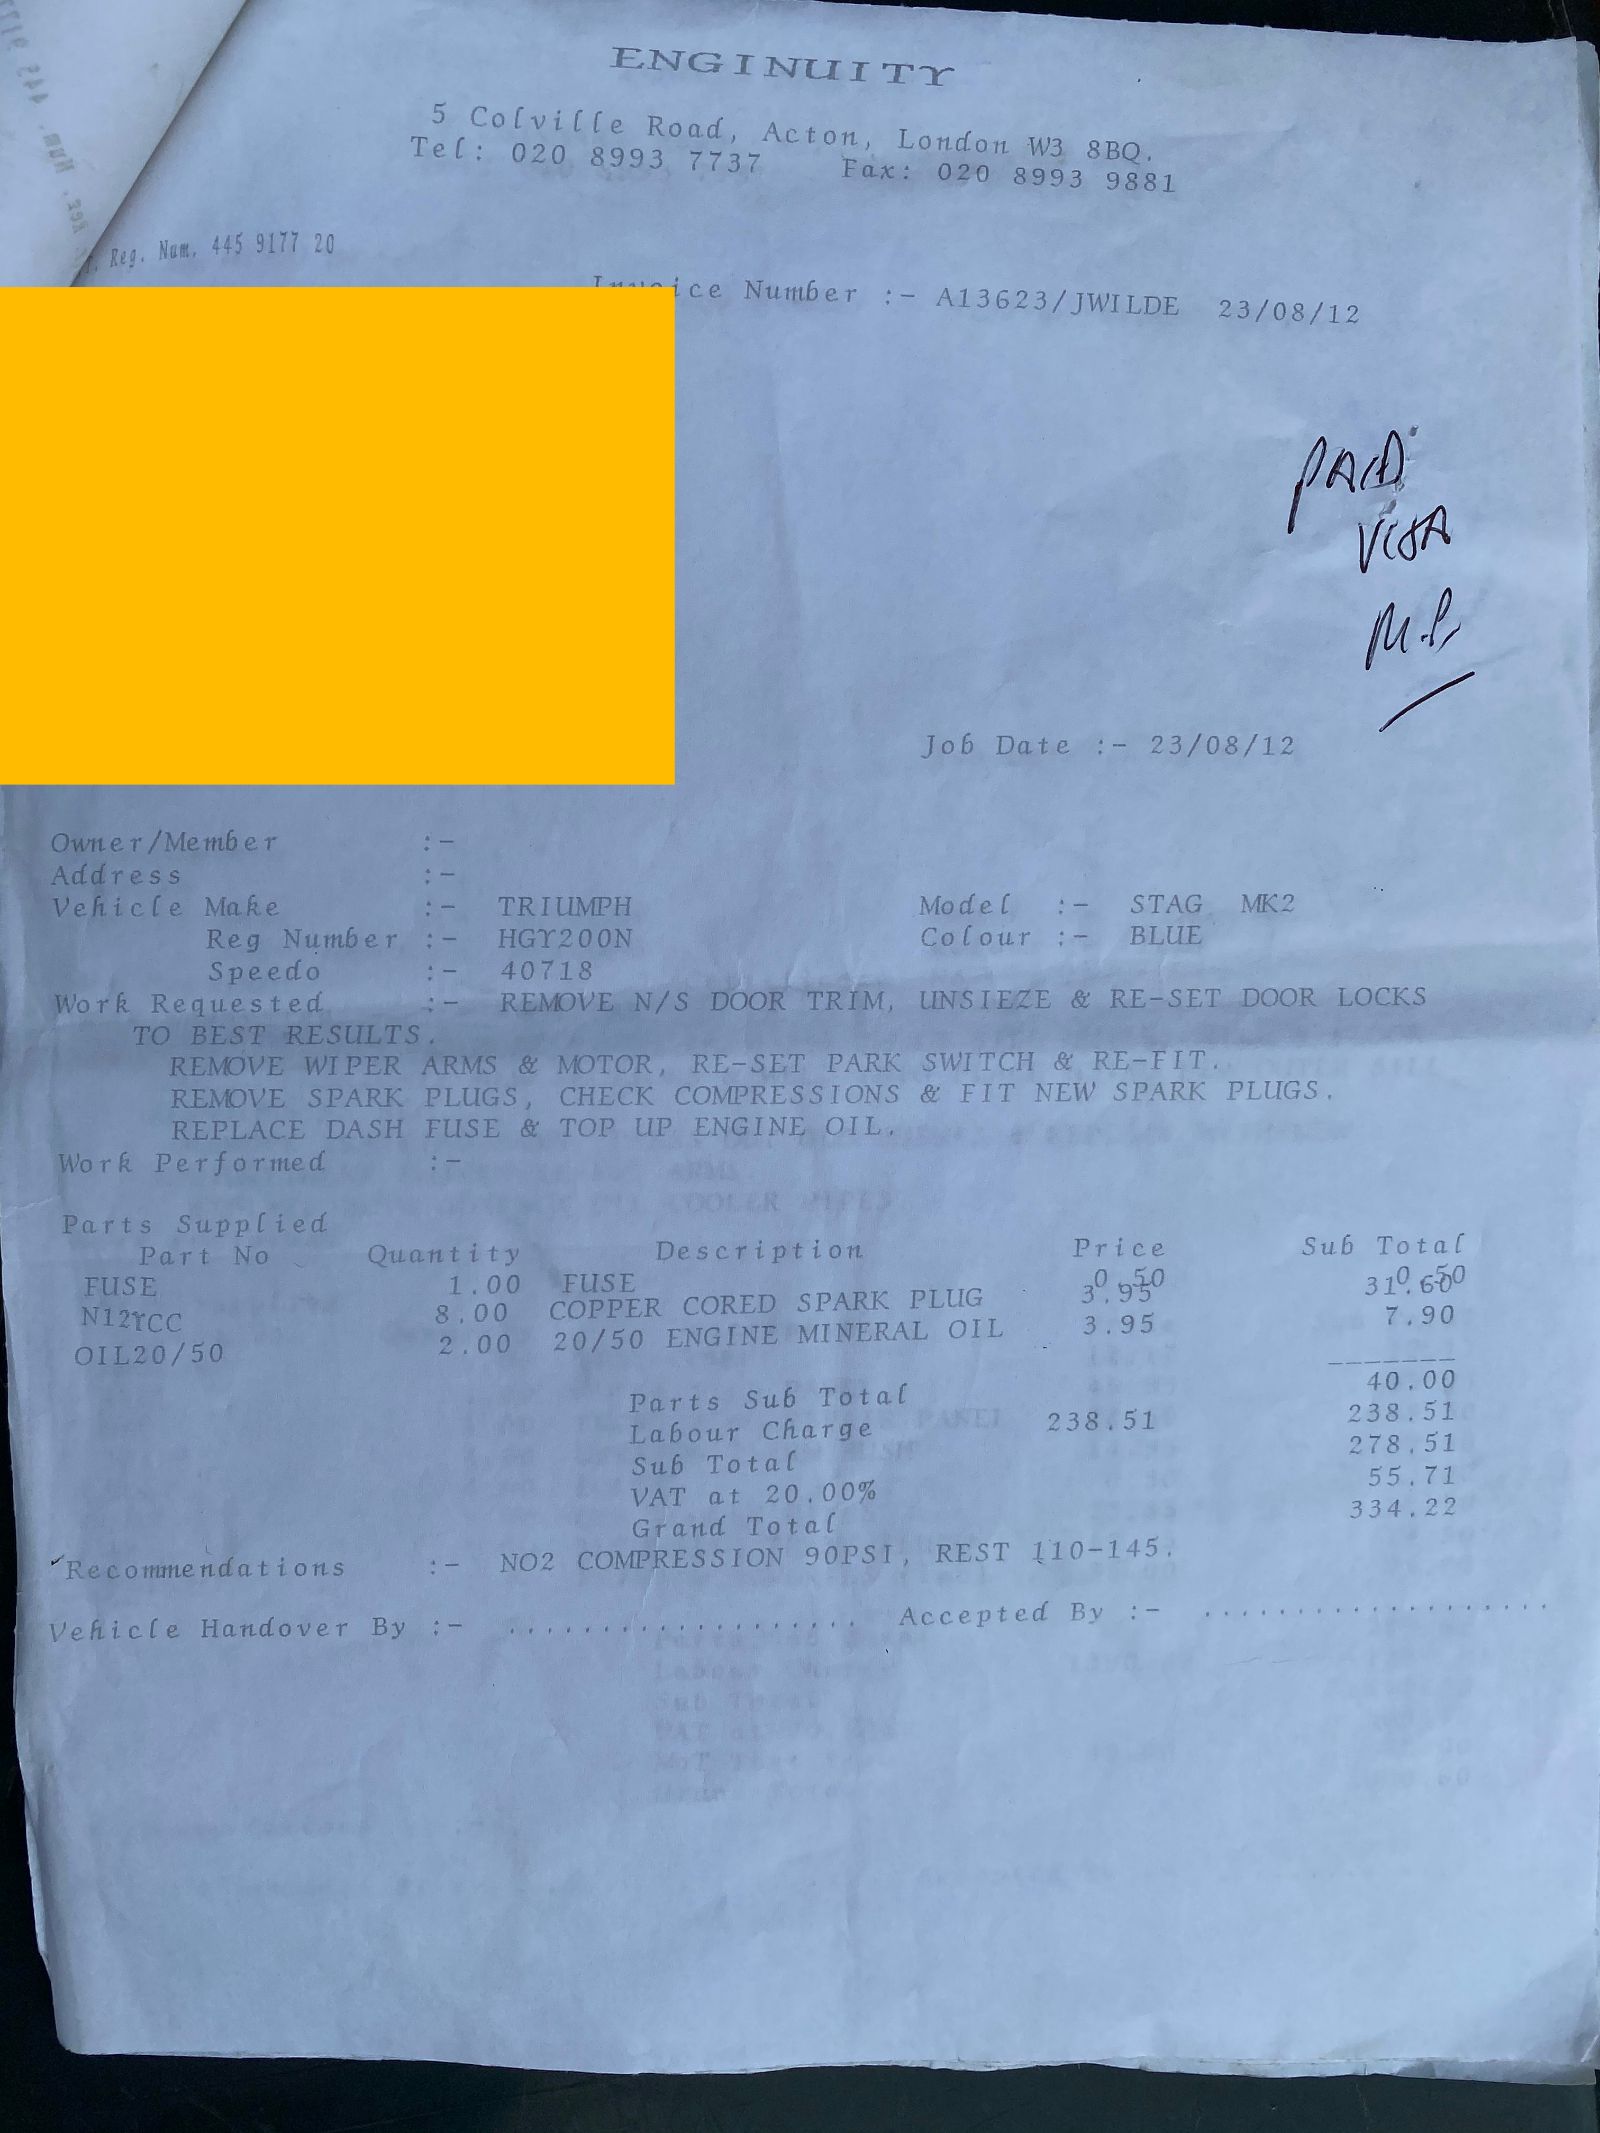 ENGINUITY
5 Colville Road, Acton, London W3 8BQ.
Tel: 020 8993 7737 Fax: 020 8993 9881
Reg. Num. 445 9177 20
Invoice Number :- A13623/JWILDE 23/08/12
PAID
VISA
Job Date :- 23/08/12
Owner/Member :-
Address :-
Vehicle Make :- TRIUMPH Model :- STAG MK2
Reg Number :- HGY200N Colour :- BLUE
Speedo :- 40718
Work Requested :- REMOVE N/S DOOR TRIM, UNSIEZE & RE-SET DOOR LOCKS
TO BEST RESULTS.
REMOVE WIPER ARMS & MOTOR, RE-SET PARK SWITCH & RE-FIT.
REMOVE SPARK PLUGS, CHECK COMPRESSIONS & FIT NEW SPARK PLUGS.
REPLACE DASH FUSE & TOP UP ENGINE OIL.
Work Performed :-
Parts Supplied
Part No Quantity Description Price Sub Total
FUSE 1.00 FUSE 0.50 0.50
N12YCC 8.00 COPPER CORED SPARK PLUG 3.95 31.60
OIL20/50 2.00 20/50 ENGINE MINERAL OIL 3.95 7.90
Parts Sub Total 40.00
Labour Charge 238.51 238.51
Sub Total 278.51
VAT at 20.00% 55.71
Grand Total 334.22
Recommendations :- NO2 COMPRESSION 90PSI, REST 110-145.
Vehicle Handover By :- .................. Accepted By :- ...................